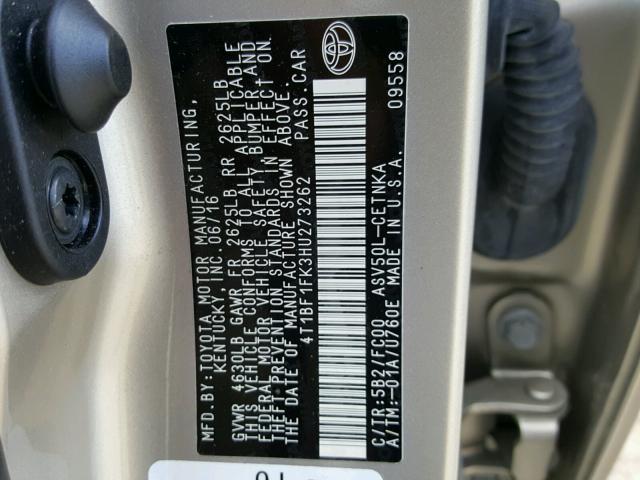 MFD.BY:TOYOTA MOTOR MANUFACTURING,
KENTUCKY, INC. 06/16
GVWR 4630LB GAWR FR 2625LB RR 2625LB
THIS VEHICLE CONFORMS TO ALL APPLICABLE
FEDERAL MOTOR VEHICLE SAFETY, BUMPER AND
THEFT PREVENTION STANDARDS IN EFFECT ON
THE DATE OF MANUFACTURE SHOWN ABOVE.
4T1BF1FK3HU273262 PASS.CAR
C/TR:5B2/FC00 ASV50L-CETNKA
A/TM:-01A/U760E MADE IN U.S.A.
09558